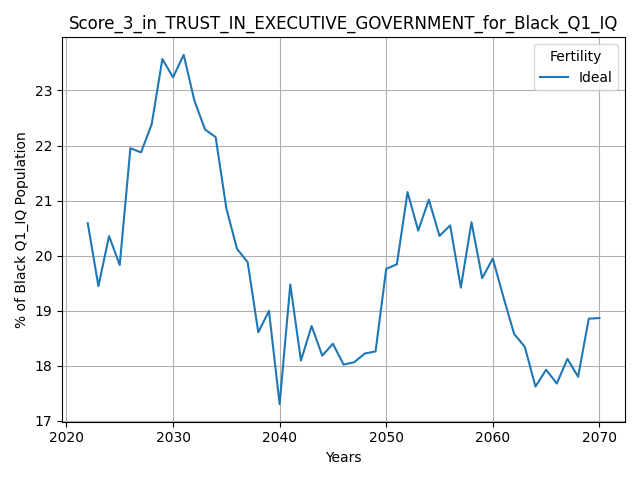 Score_3_in_TRUST_IN_EXECUTIVE_GOVERNMENT_for_Black_Q1_IQ
Fertility
Ideal
% of Black Q1_IQ Population
23
22
21
20
19
18
17
2020
2030
2040
2050
2060
2070
Years